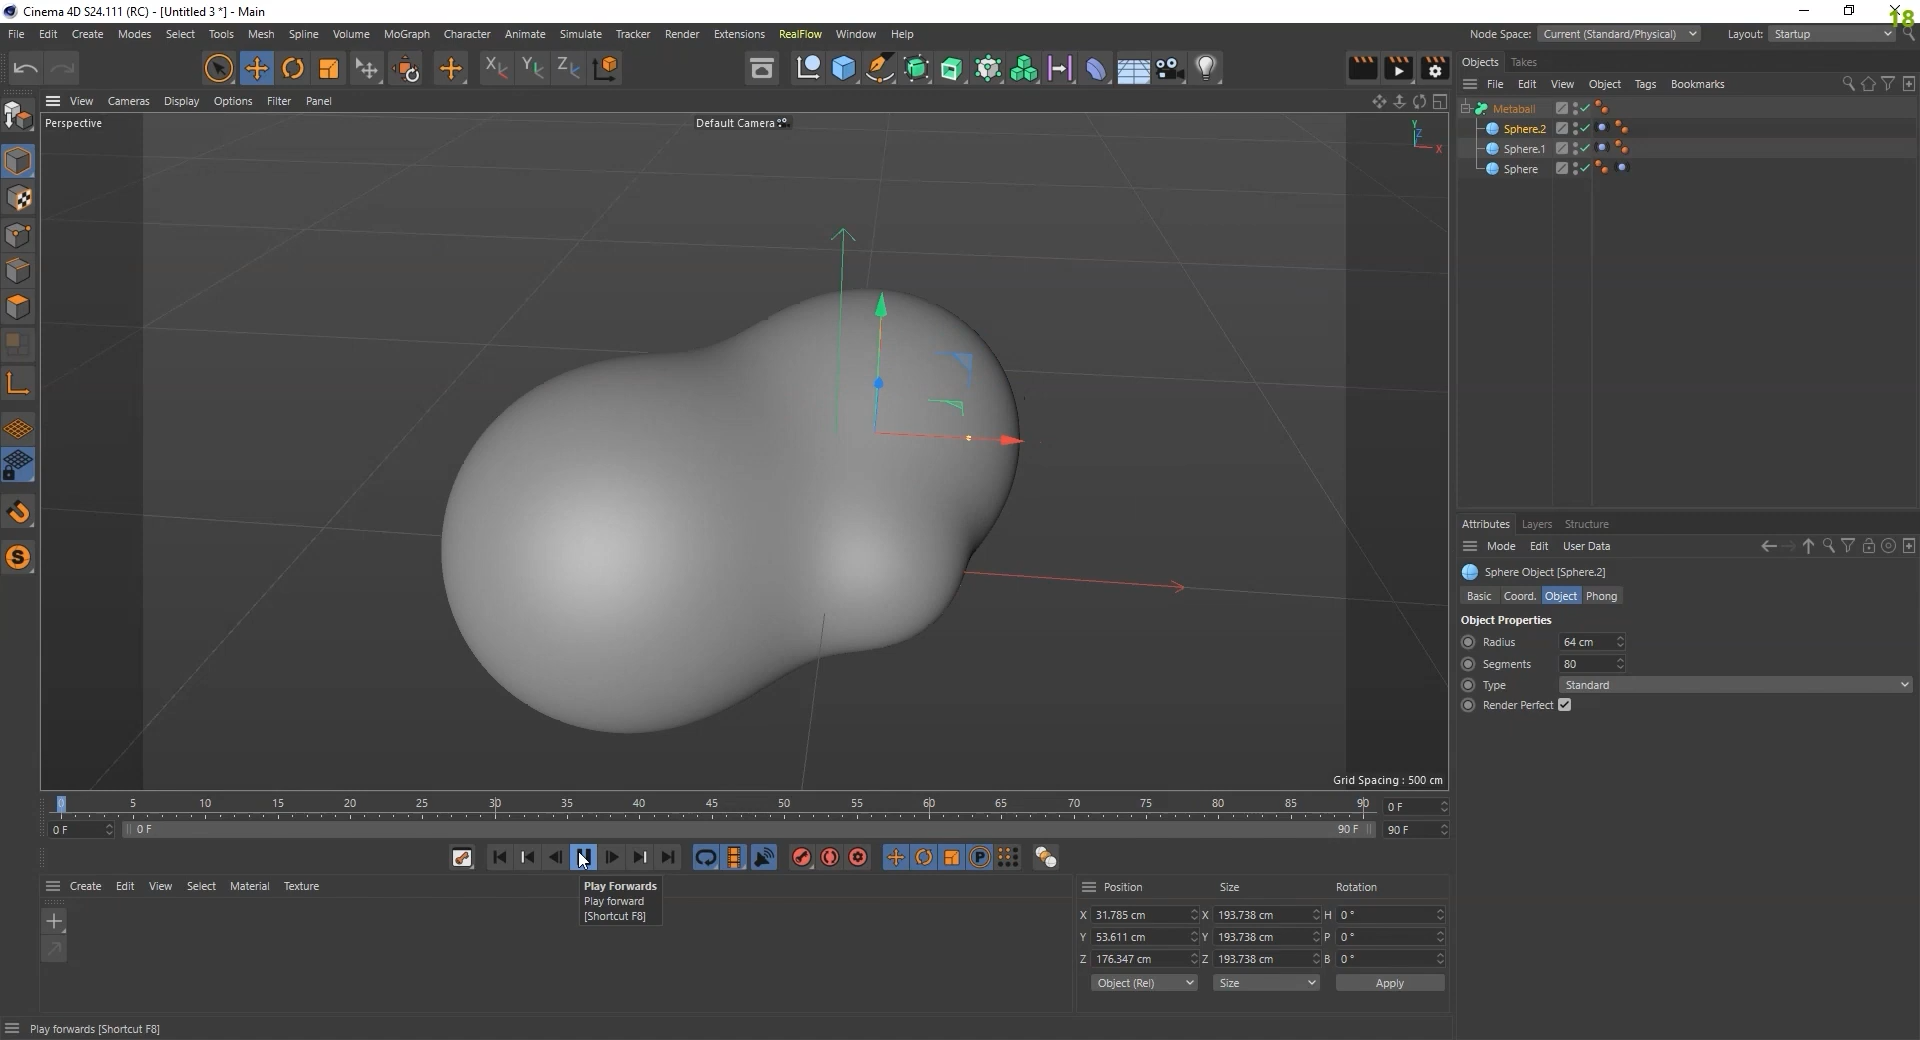 Cinema 4D S24.111 (RC) - [Untitled 3 *] - Main
18
File Edit Create Modes Select Tools Mesh Spline Volume MoGraph Character Animate Simulate Tracker Render Extensions RealFlow Window Help
Node Space: Current (Standard/Physical) Layout: Startup
X Y Z
View Cameras Display Options Filter Panel
Perspective
Default Camera
Y
Z
X
Grid Spacing : 500 cm
Objects Takes
File Edit View Object Tags Bookmarks
Metaball
Sphere.2
Sphere.1
Sphere
Attributes Layers Structure
Mode Edit User Data
Sphere Object [Sphere.2]
Basic Coord. Object Phong
Object Properties
Radius 64 cm
Segments 80
Type Standard
Render Perfect
0 5 10 15 20 25 30 35 40 45 50 55 60 65 70 75 80 85 90 0 F
0 F 0 F 90 F 90 F
P
Create Edit View Select Material Texture
Play Forwards
Play forward
[Shortcut F8]
Position Size Rotation
X 31.785 cm X 193.738 cm H 0 °
Y 53.611 cm Y 193.738 cm P 0 °
Z 176.347 cm Z 193.738 cm B 0 °
Object (Rel) Size Apply
Play forwards [Shortcut F8]